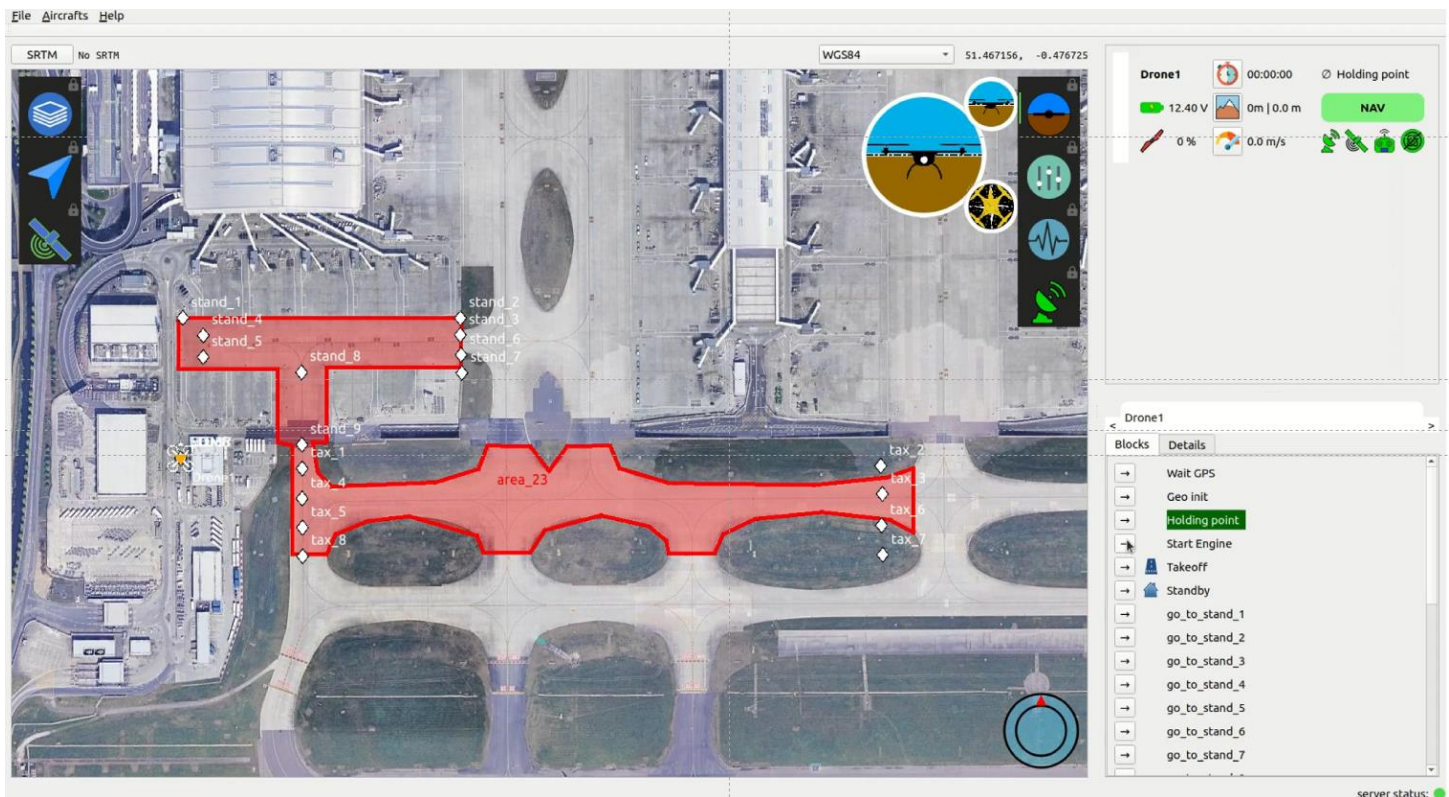 File Aircrafts Help
SRTM No SRTM WGS84 51.467156, -0.476725
Drone1 00:00:00 ∅ Holding point
12.40 V 0m | 0.0 m NAV
0 % 0.0 m/s
stand_1 stand_2
stand_4 stand_3
stand_5 stand_6
stand_8 stand_7
stand_9
tax_1 tax_2
tax_4 area_23 tax_3
tax_5 tax_6
tax_8 tax_7
Drone1
Drone1
< >
Blocks Details
→ Wait GPS
→ Geo init
→ Holding point
→ Start Engine
→ Takeoff
→ Standby
→ go_to_stand_1
→ go_to_stand_2
→ go_to_stand_3
→ go_to_stand_4
→ go_to_stand_5
→ go_to_stand_6
→ go_to_stand_7
server status: